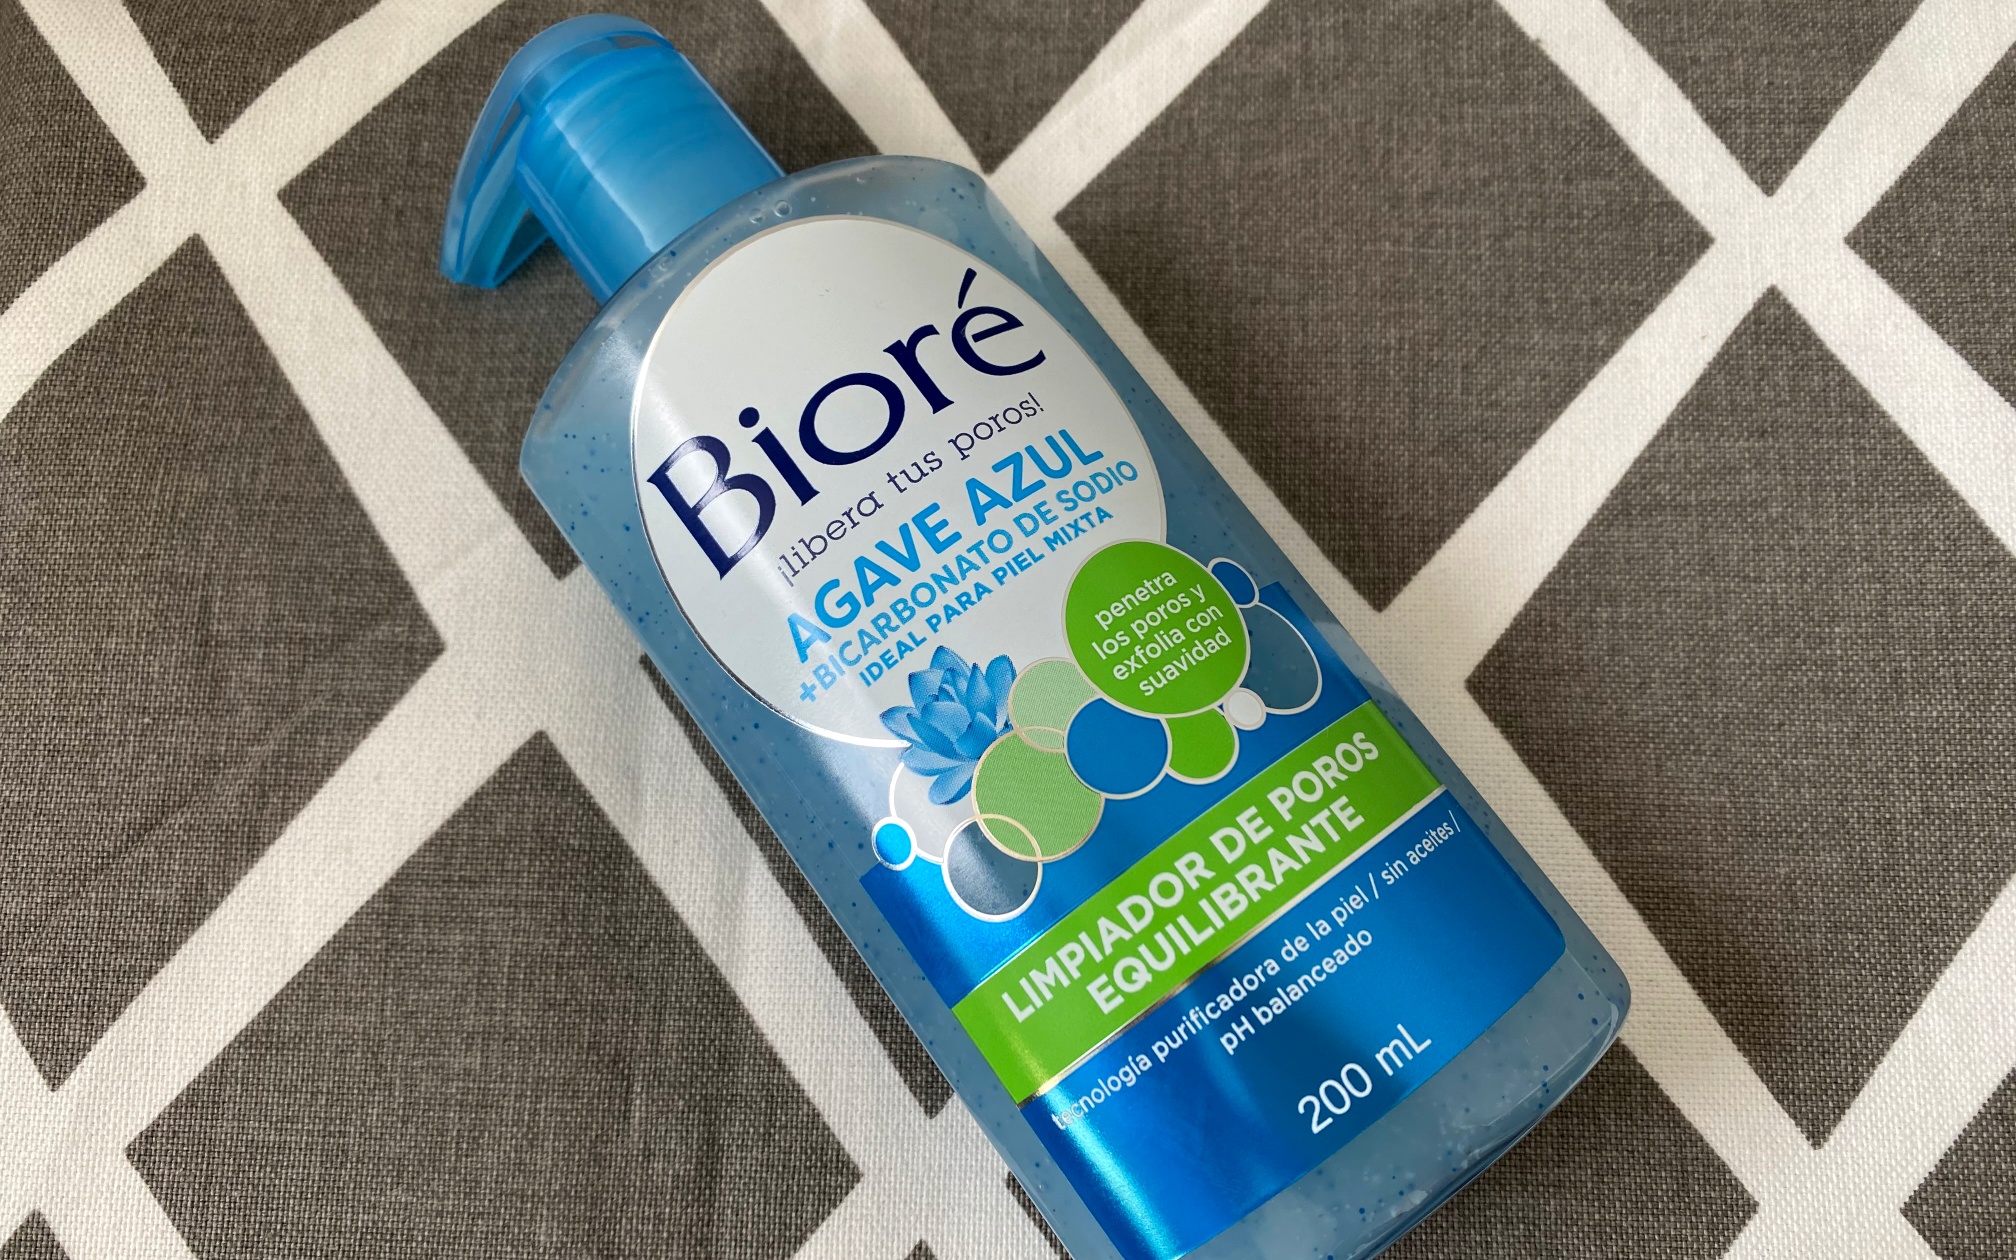 Bioré
¡libera tus poros!
AGAVE AZUL
+BICARBONATO DE SODIO
IDEAL PARA PIEL MIXTA
penetra
los poros y
exfolia con
suavidad
LIMPIADOR DE POROS
EQUILIBRANTE
tecnología purificadora de la piel / sin aceites /
pH balanceado
200 mL